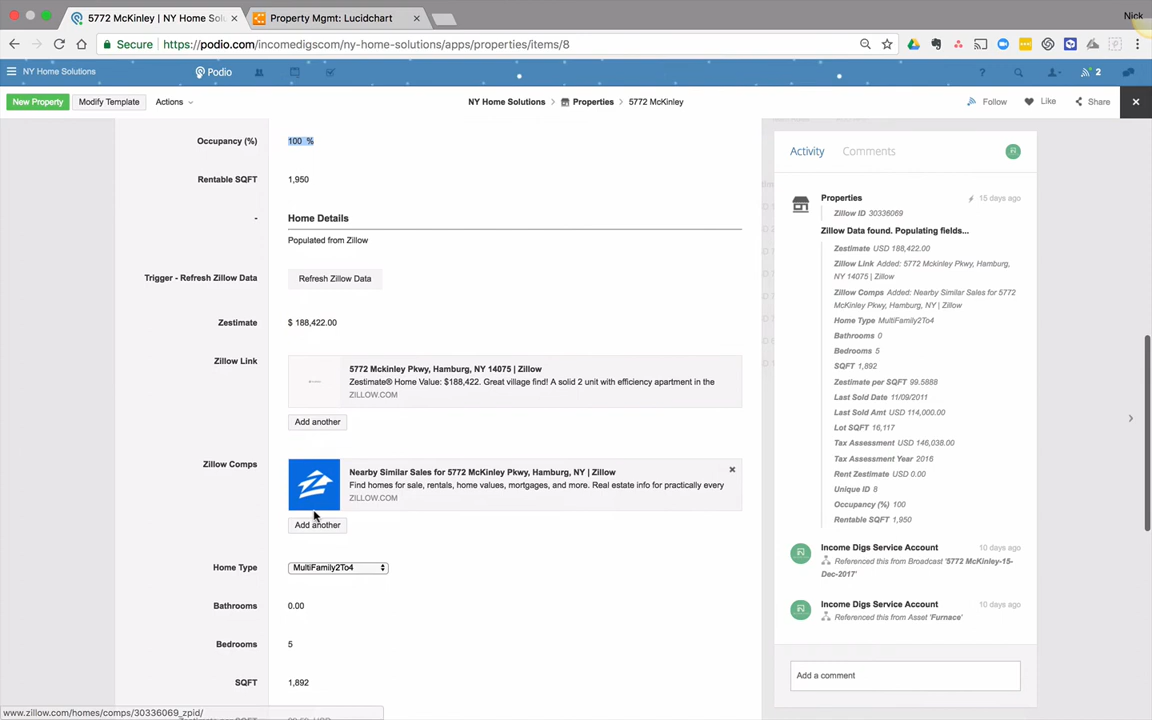 5772 McKinley | NY Home Solu
Property Mgmt: Lucidchart
Nick
Secure
https://podio.com/incomedigscom/ny-home-solutions/apps/properties/items/8
NY Home Solutions
Podio
2
New Property
Modify Template
Actions
NY Home Solutions > Properties > 5772 McKinley
Follow
Like
Share
Occupancy (%)
100 %
Rentable SQFT
1,950
-
Home Details
Populated from Zillow
Trigger - Refresh Zillow Data
Refresh Zillow Data
Zestimate
$ 188,422.00
Zillow Link
5772 Mckinley Pkwy, Hamburg, NY 14075 | Zillow
Zestimate® Home Value: $188,422. Great village find! A solid 2 unit with efficiency apartment in the
ZILLOW.COM
Add another
Zillow Comps
Nearby Similar Sales for 5772 McKinley Pkwy, Hamburg, NY | Zillow
Find homes for sale, rentals, home values, mortgages, and more. Real estate info for practically every
ZILLOW.COM
Add another
Home Type
MultiFamily2To4
Bathrooms
0.00
Bedrooms
5
SQFT
1,892
www.zillow.com/homes/comps/30336069_zpid/
Activity
Comments
Properties
15 days ago
Zillow ID 30336069
Zillow Data found. Populating fields...
Zestimate USD 188,422.00
Zillow Link Added: 5772 Mckinley Pkwy, Hamburg,
NY 14075 | Zillow
Zillow Comps Added: Nearby Similar Sales for 5772
McKinley Pkwy, Hamburg, NY | Zillow
Home Type MultiFamily2To4
Bathrooms 0
Bedrooms 5
SQFT 1,892
Zestimate per SQFT 99.5888
Last Sold Date 11/09/2011
Last Sold Amt USD 114,000.00
Lot SQFT 16,117
Tax Assessment USD 146,038.00
Tax Assessment Year 2016
Rent Zestimate USD 0.00
Unique ID 8
Occupancy (%) 100
Rentable SQFT 1,950
Income Digs Service Account
10 days ago
Referenced this from Broadcast '5772 McKinley-15-
Dec-2017'
Income Digs Service Account
10 days ago
Referenced this from Asset 'Furnace'
Add a comment